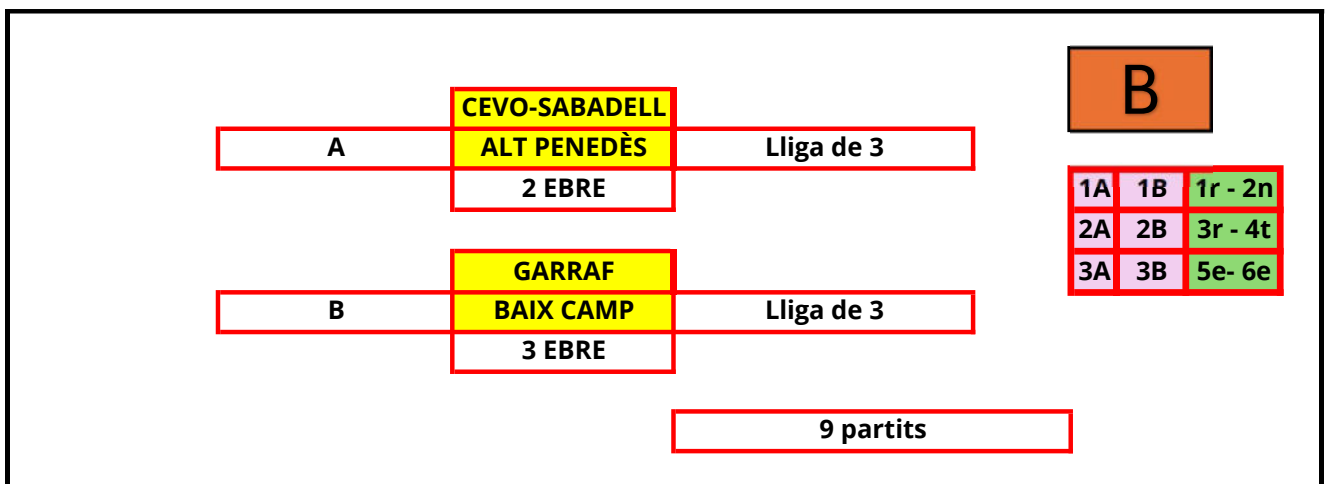 B
CEVO-SABADELL
A ALT PENEDÈS Lliga de 3
2 EBRE
1A 1B 1r - 2n
2A 2B 3r - 4t
3A 3B 5e- 6e
GARRAF
B BAIX CAMP Lliga de 3
3 EBRE
9 partits